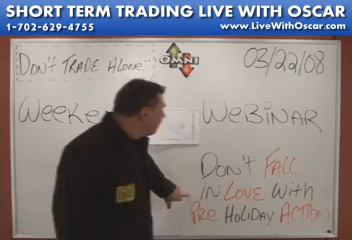 SHORT TERM TRADING LIVE WITH OSCAR
1-702-629-4755
www.LiveWithOscar.com
"DON'T TRADE ALONE"
OMNI
03/22/08
WEBINAR
DON'T FALL
IN LOVE WITH
PRE HOLIDAY ACTION